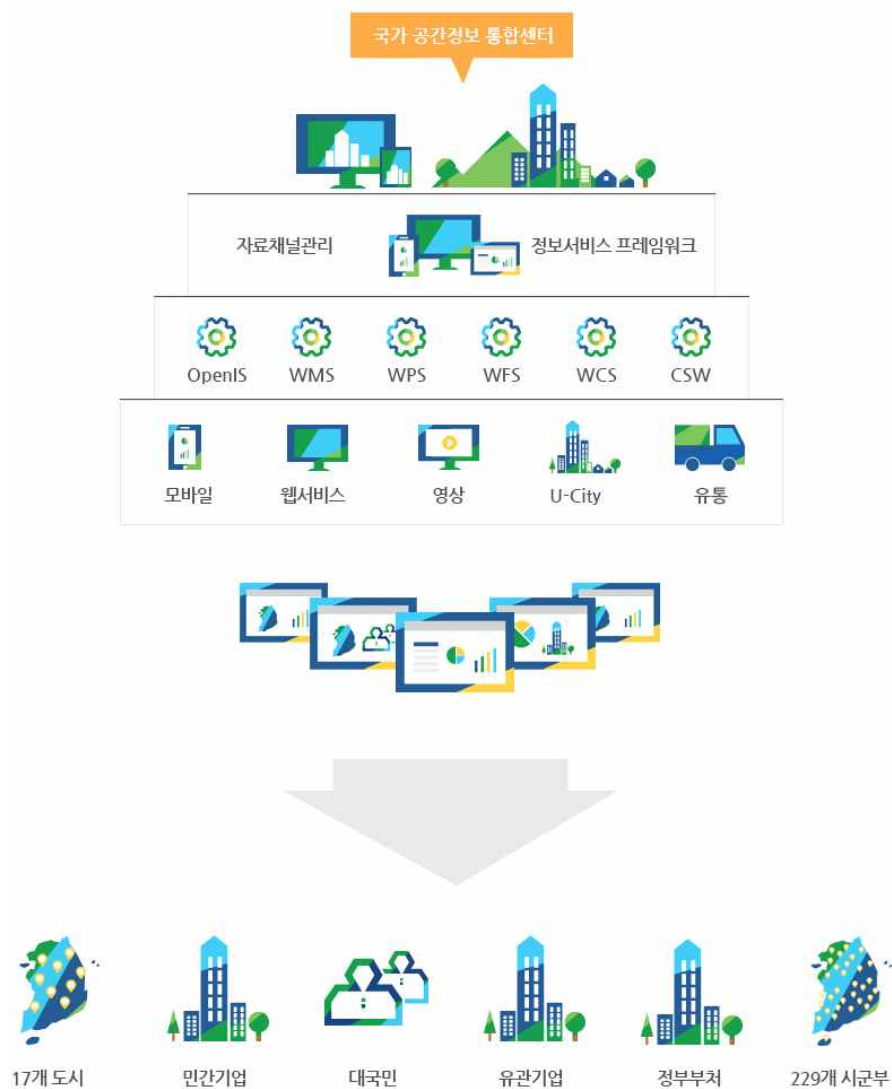 국가 공간정보 통합센터
자료채널관리
정보서비스 프레임워크
OpenIS
WMS
WPS
WFS
WCS
CSW
모바일
웹서비스
영상
U-City
유통
17개 도시
민간기업
대국민
유관기업
정부부처
229개 시군부